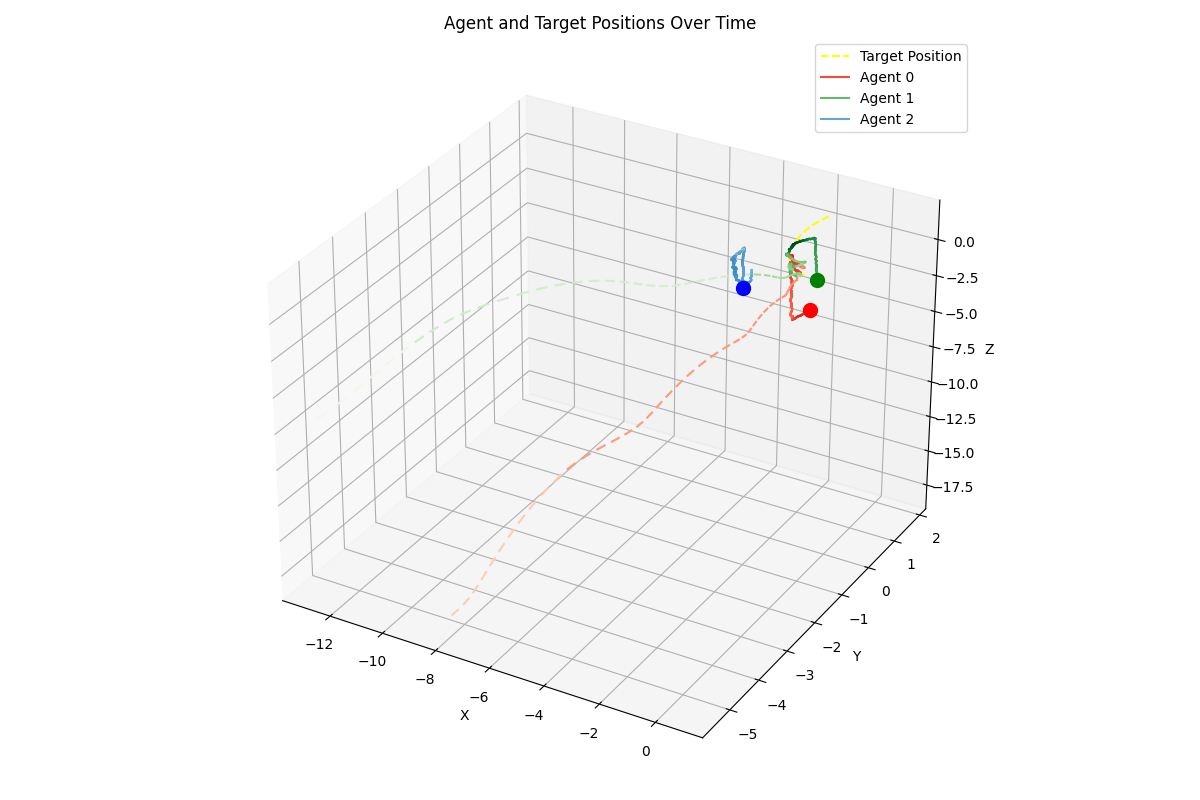 Agent and Target Positions Over Time
Target Position
Agent 0
Agent 1
Agent 2
0.0
−2.5
−5.0
−7.5
Z
−10.0
−12.5
−15.0
−17.5
2
1
0
−1
−2
Y
−3
−4
−5
−12
−10
−8
−6
X
−4
−2
0